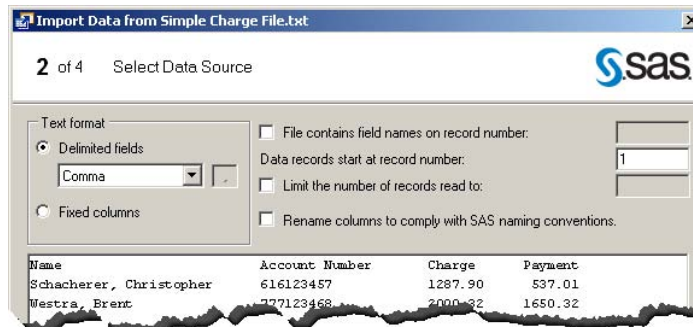 Import Data from Simple Charge File.txt
2 of 4 Select Data Source
sas
Text format
Delimited fields
Comma
,
Fixed columns
File contains field names on record number:
Data records start at record number: 1
Limit the number of records read to:
Rename columns to comply with SAS naming conventions.
Name Account Number Charge Payment
Schacherer, Christopher 616123457 1287.90 537.01
Westra, Brent 777123468 2000.32 1650.32